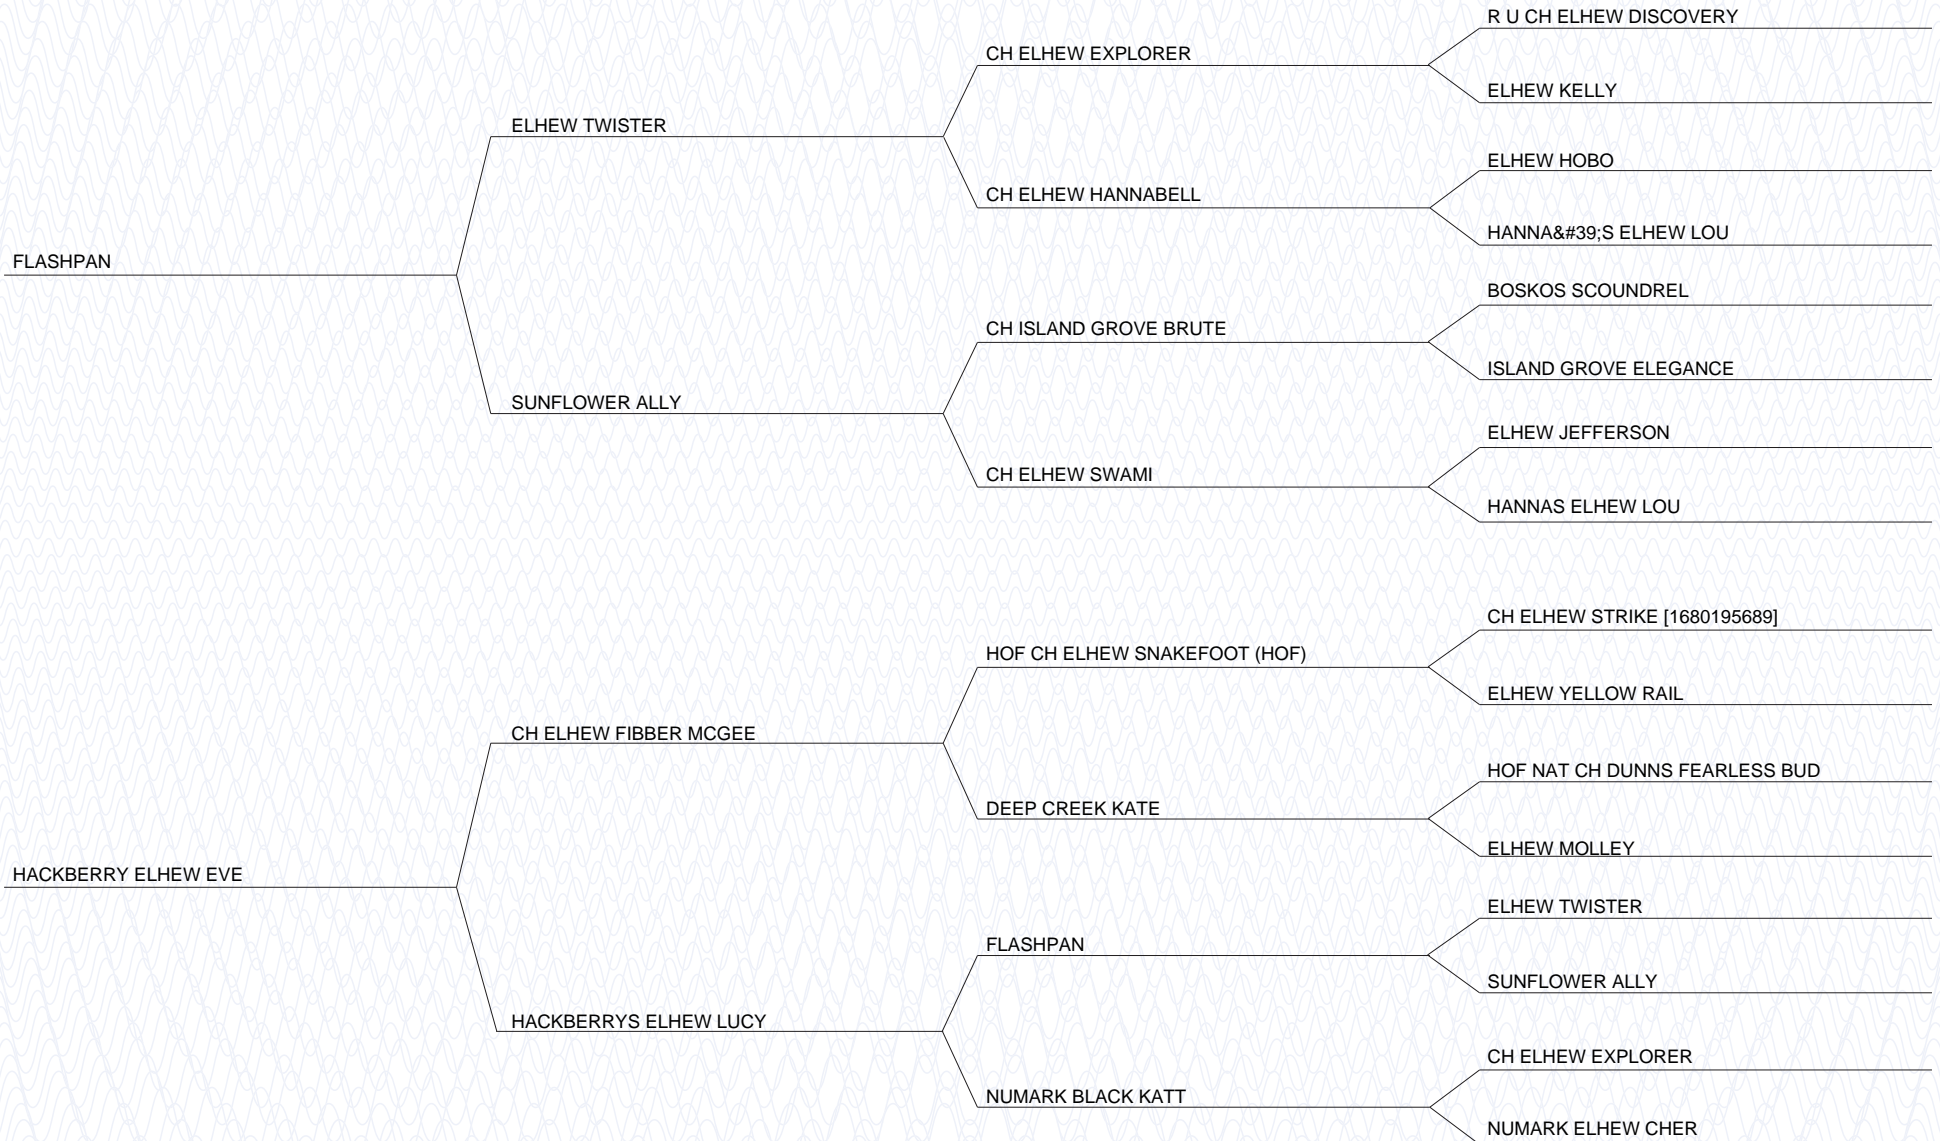 R U CH ELHEW DISCOVERY
CH ELHEW EXPLORER
ELHEW KELLY
ELHEW TWISTER
ELHEW HOBO
CH ELHEW HANNABELL
HANNA&#39;S ELHEW LOU
FLASHPAN
BOSKOS SCOUNDREL
CH ISLAND GROVE BRUTE
ISLAND GROVE ELEGANCE
SUNFLOWER ALLY
ELHEW JEFFERSON
CH ELHEW SWAMI
HANNAS ELHEW LOU
CH ELHEW STRIKE [1680195689]
HOF CH ELHEW SNAKEFOOT (HOF)
ELHEW YELLOW RAIL
CH ELHEW FIBBER MCGEE
HOF NAT CH DUNNS FEARLESS BUD
DEEP CREEK KATE
ELHEW MOLLEY
HACKBERRY ELHEW EVE
ELHEW TWISTER
FLASHPAN
SUNFLOWER ALLY
HACKBERRYS ELHEW LUCY
CH ELHEW EXPLORER
NUMARK BLACK KATT
NUMARK ELHEW CHER